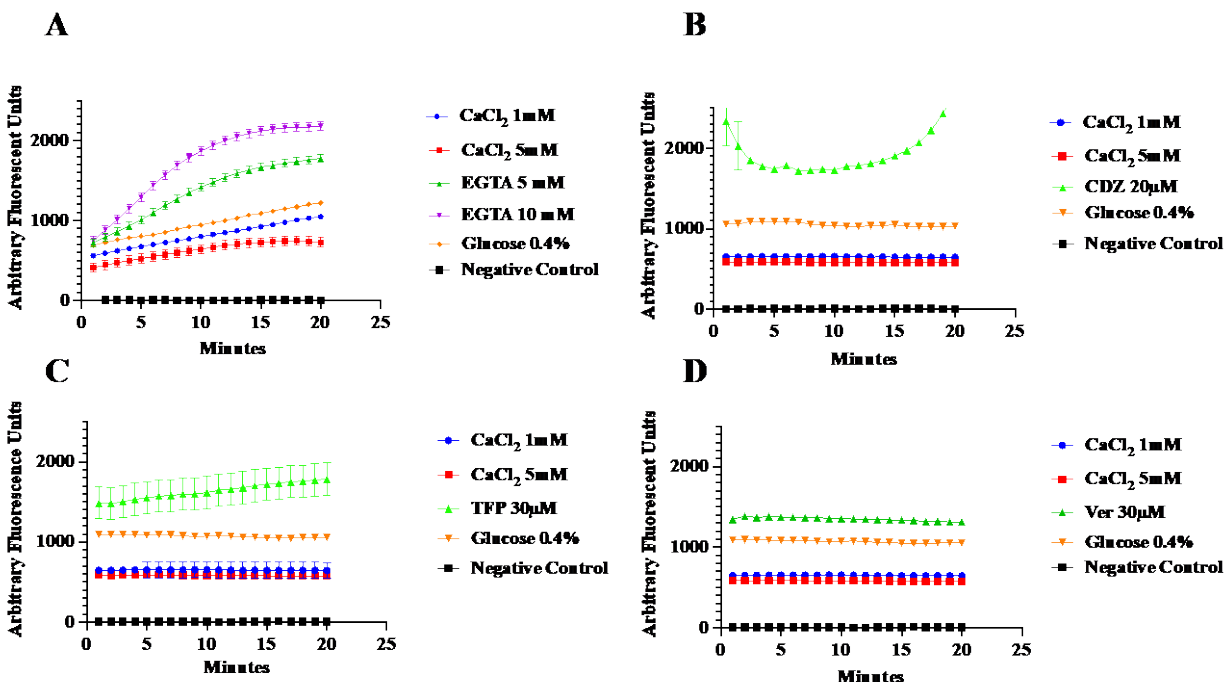 A
Arbitrary Fluorescent Units
2000
1000
0
0 5 10 15 20 25
Minutes
CaCl₂ 1mM
CaCl₂ 5mM
EGTA 5 mM
EGTA 10 mM
Glucose 0.4%
Negative Control
B
Arbitrary Fluorescent Units
2000
1000
0
0 5 10 15 20 25
Minutes
CaCl₂ 1mM
CaCl₂ 5mM
CDZ 20µM
Glucose 0.4%
Negative Control
C
Arbitrary Fluorescence Units
2000
1000
0
0 5 10 15 20 25
Minutes
CaCl₂ 1mM
CaCl₂ 5mM
TFP 30µM
Glucose 0.4%
Negative Control
D
Arbitrary Fluorescent Units
2000
1000
0
0 5 10 15 20 25
Minutes
CaCl₂ 1mM
CaCl₂ 5mM
Ver 30µM
Glucose 0.4%
Negative Control